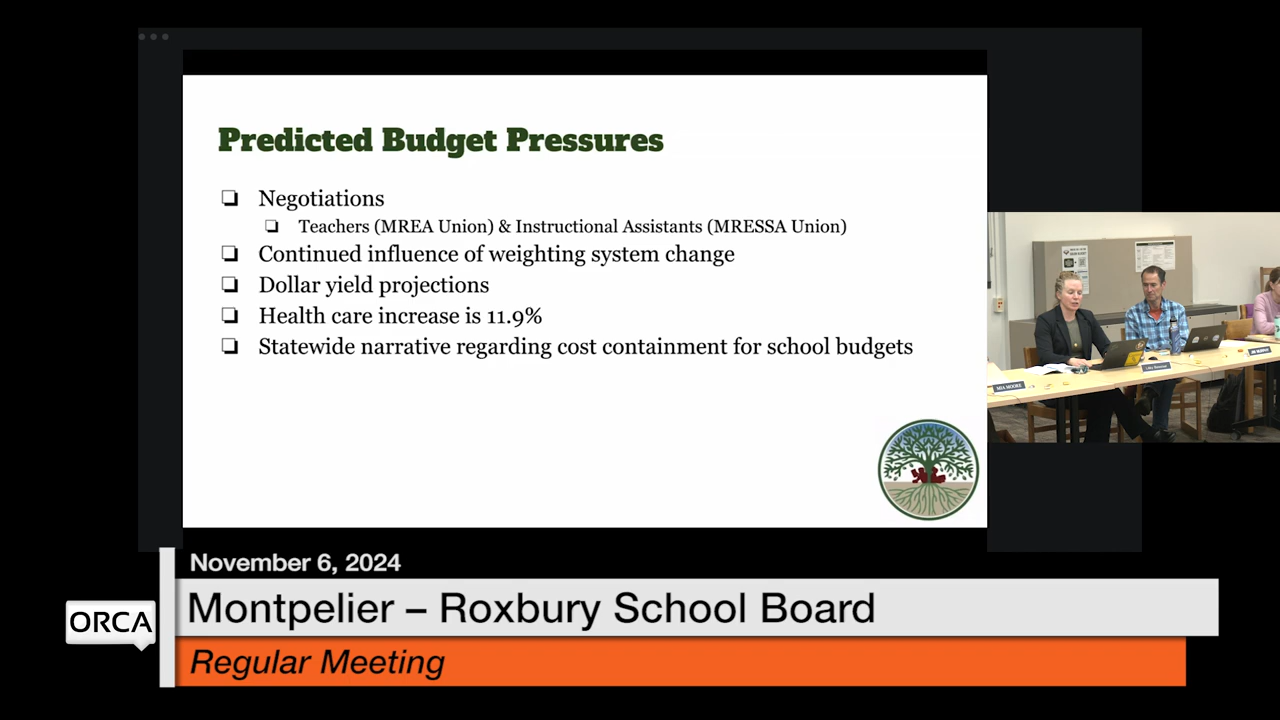 Predicted Budget Pressures
❏ Negotiations
❏ Teachers (MREA Union) & Instructional Assistants (MRESSA Union)
❏ Continued influence of weighting system change
❏ Dollar yield projections
❏ Health care increase is 11.9%
❏ Statewide narrative regarding cost containment for school budgets
MIA MOORE
November 6, 2024
ORCA
Montpelier – Roxbury School Board
Regular Meeting